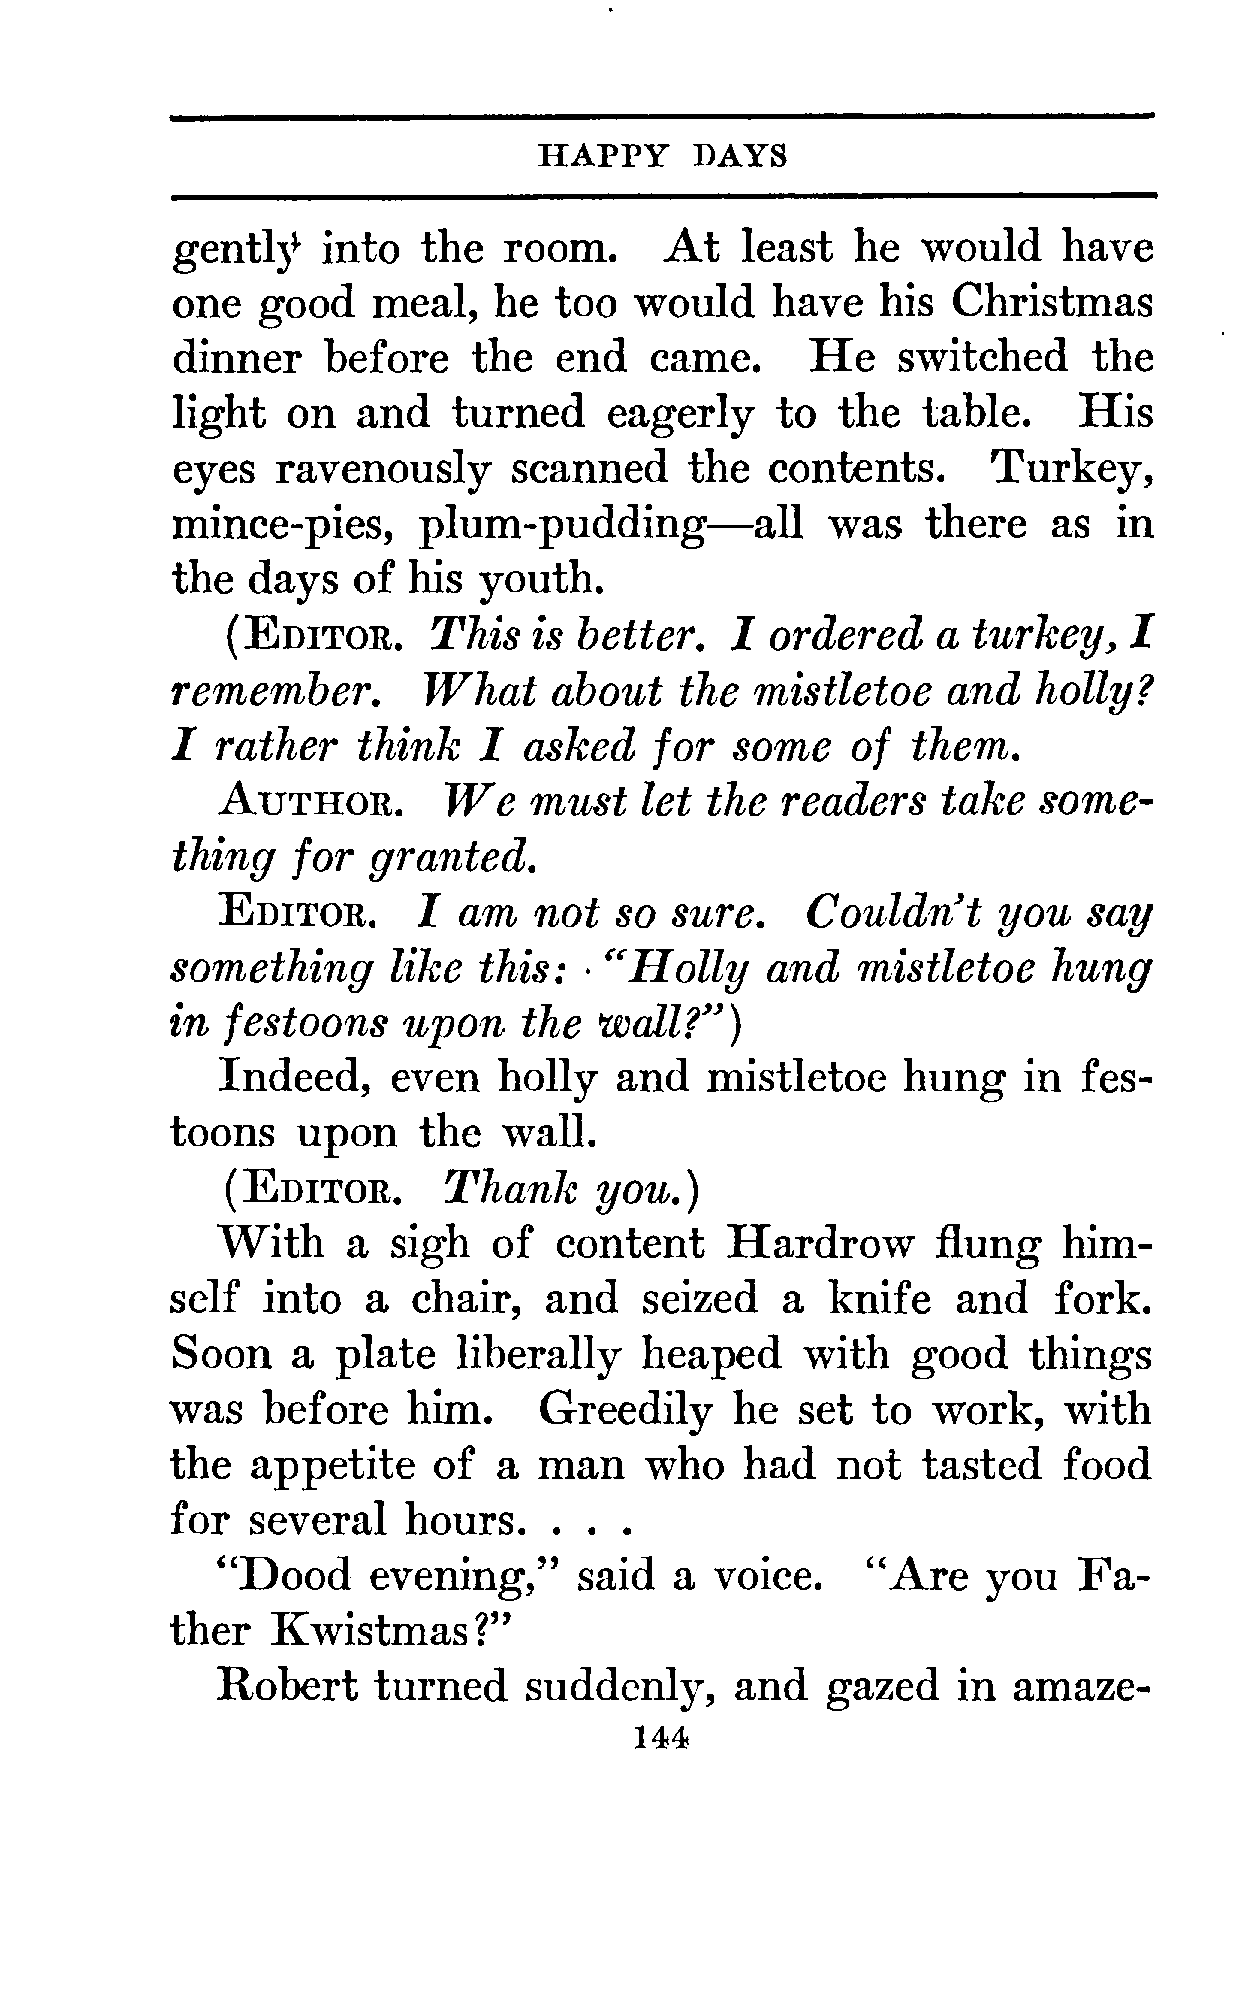 HAPPY DAYS
gently into the room. At least he would have
one good meal, he too would have his Christmas
dinner before the end came. He switched the
light on and turned eagerly to the table. His
eyes ravenously scanned the contents. Turkey,
mince-pies, plum-pudding—all was there as in
the days of his youth.
(EDITOR. This is better. I ordered a turkey, I
remember. What about the mistletoe and holly?
I rather think I asked for some of them.
AUTHOR. We must let the readers take some-
thing for granted.
EDITOR. I am not so sure. Couldn't you say
something like this: "Holly and mistletoe hung
in festoons upon the wall?")
Indeed, even holly and mistletoe hung in fes-
toons upon the wall.
(EDITOR. Thank you.)
With a sigh of content Hardrow flung him-
self into a chair, and seized a knife and fork.
Soon a plate liberally heaped with good things
was before him. Greedily he set to work, with
the appetite of a man who had not tasted food
for several hours. . . .
"Dood evening," said a voice. "Are you Fa-
ther Kwistmas?"
Robert turned suddenly, and gazed in amaze-
144